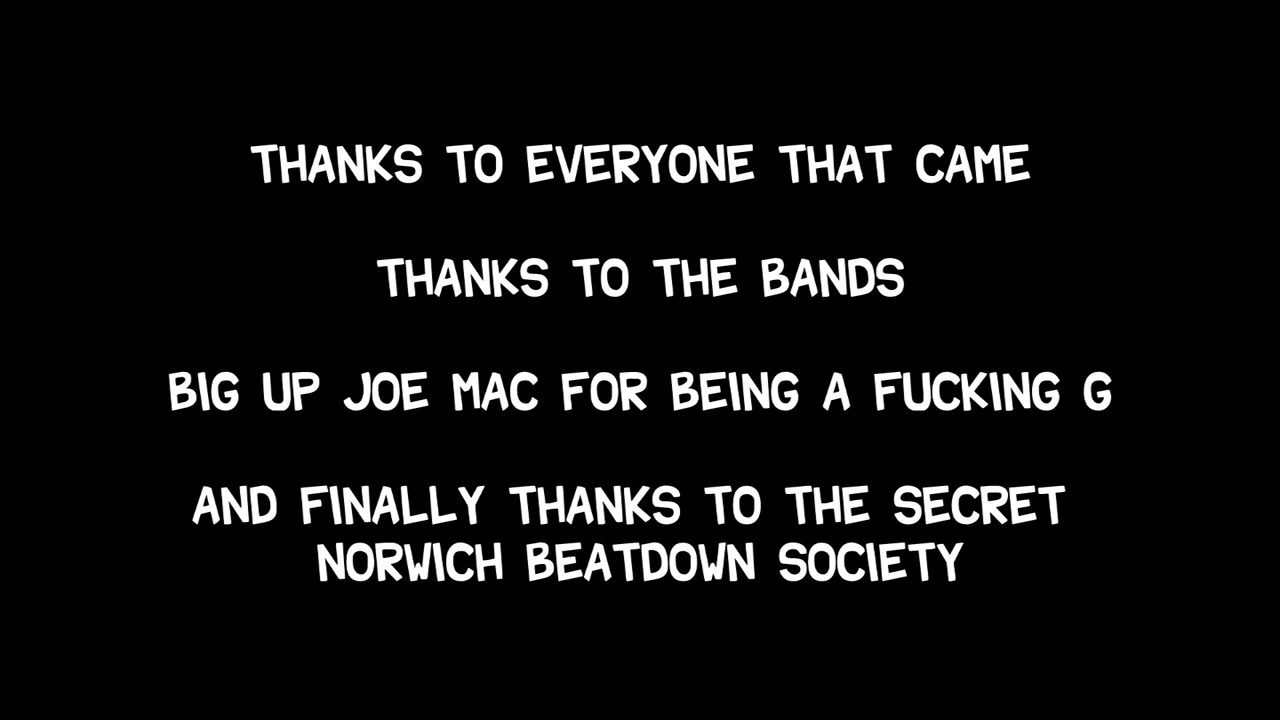 THANKS TO EVERYONE THAT CAME
THANKS TO THE BANDS
BIG UP JOE MAC FOR BEING A FUCKING G
AND FINALLY THANKS TO THE SECRET
NORWICH BEATDOWN SOCIETY